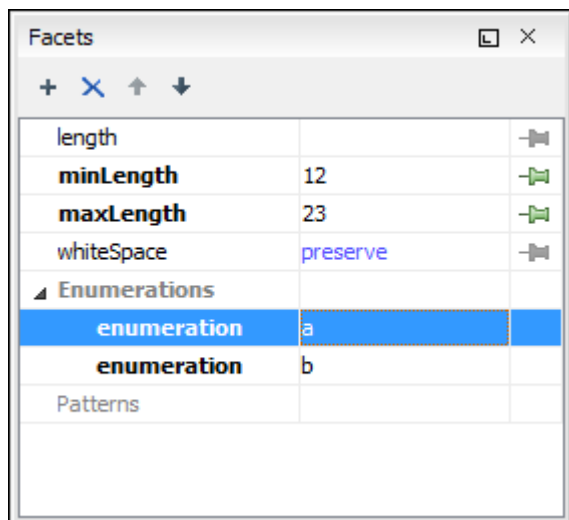 Facets
length
minLength 12
maxLength 23
whiteSpace preserve
Enumerations
enumeration a
enumeration b
Patterns